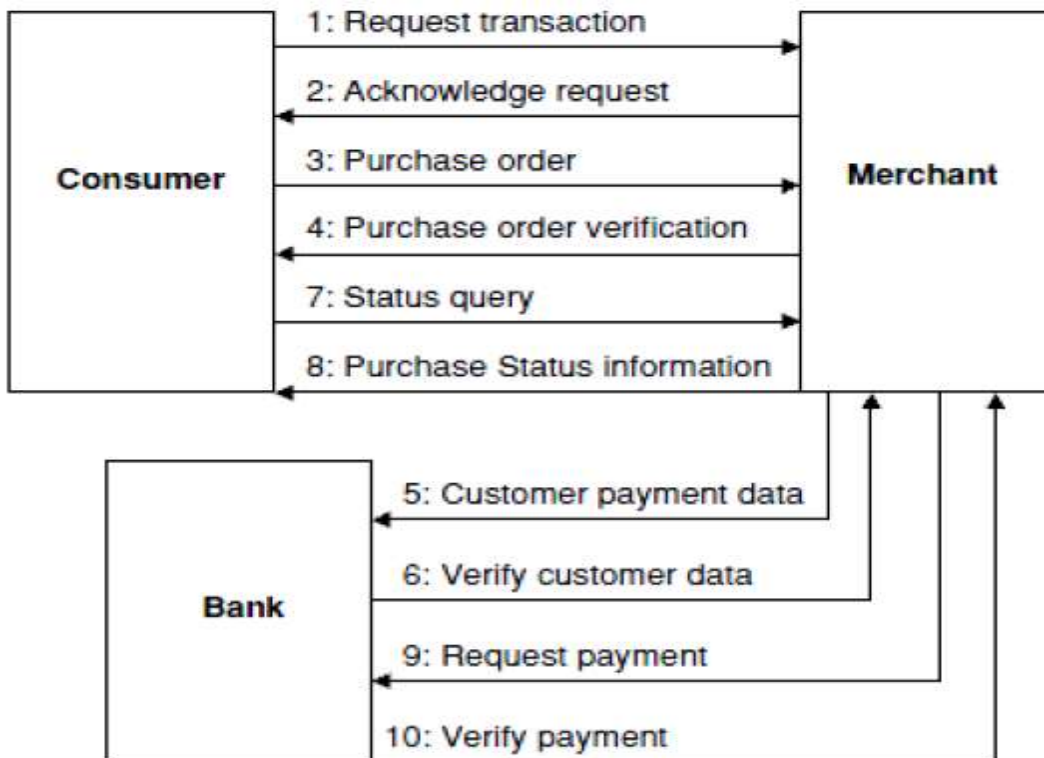 1: Request transaction
2: Acknowledge request
Consumer
3: Purchase order
Merchant
4: Purchase order verification
7: Status query
8: Purchase Status information
5: Customer payment data
6: Verify customer data
Bank
9: Request payment
10: Verify payment